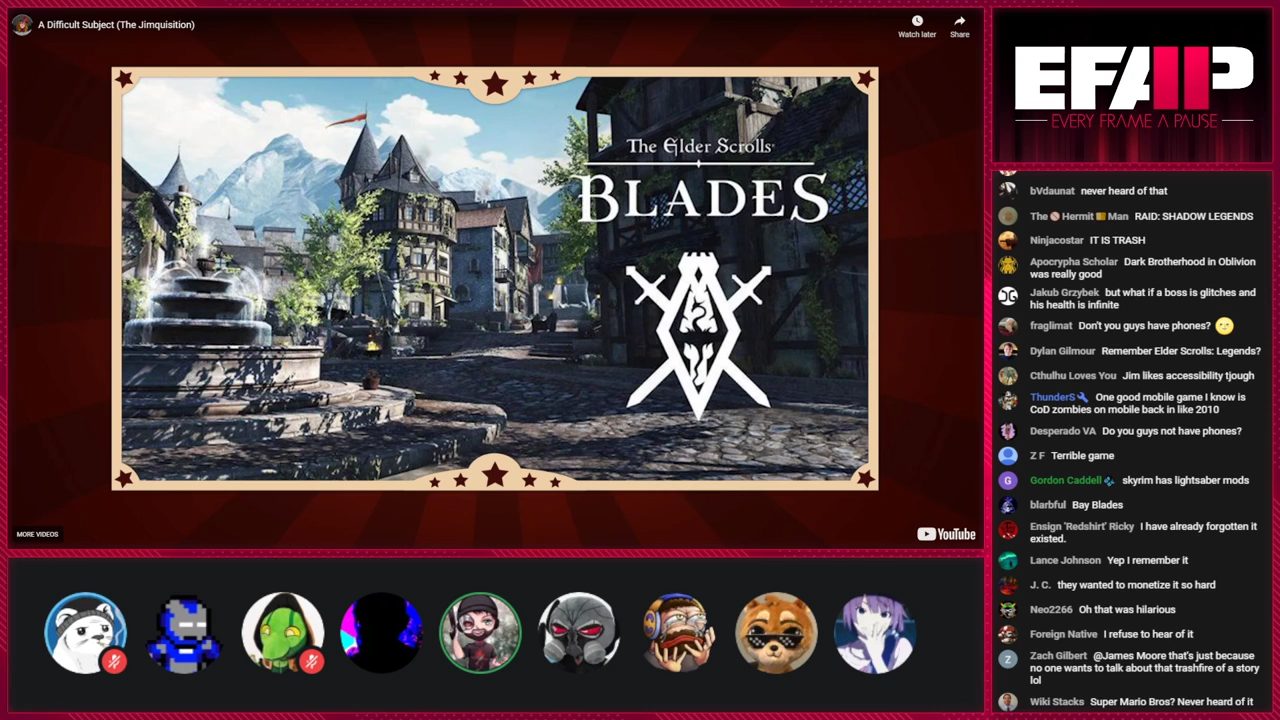 A Difficult Subject (The Jimquisition)
Watch later
Share
The Elder Scrolls
BLADES
MORE VIDEOS
YouTube
EFAP
EVERY FRAME A PAUSE
bVdaunat never heard of that
The Hermit Man RAID: SHADOW LEGENDS
Ninjacostar IT IS TRASH
Apocrypha Scholar Dark Brotherhood in Oblivion
was really good
Jakub Grzybek but what if a boss is glitches and
his health is infinite
fraglimat Don't you guys have phones?
Dylan Gilmour Remember Elder Scrolls: Legends?
Cthulhu Loves You Jim likes accessibility tjough
ThunderS One good mobile game I know is
CoD zombies on mobile back in like 2010
Desperado VA Do you guys not have phones?
Z F Terrible game
G
Gordon Caddell skyrim has lightsaber mods
blarbful Bay Blades
Ensign 'Redshirt' Ricky I have already forgotten it
existed.
Lance Johnson Yep I remember it
J. C. they wanted to monetize it so hard
Neo2266 Oh that was hilarious
Foreign Native I refuse to hear of it
Z
Zach Gilbert @James Moore that's just because
no one wants to talk about that trashfire of a story
lol
Wiki Stacks Super Mario Bros? Never heard of it